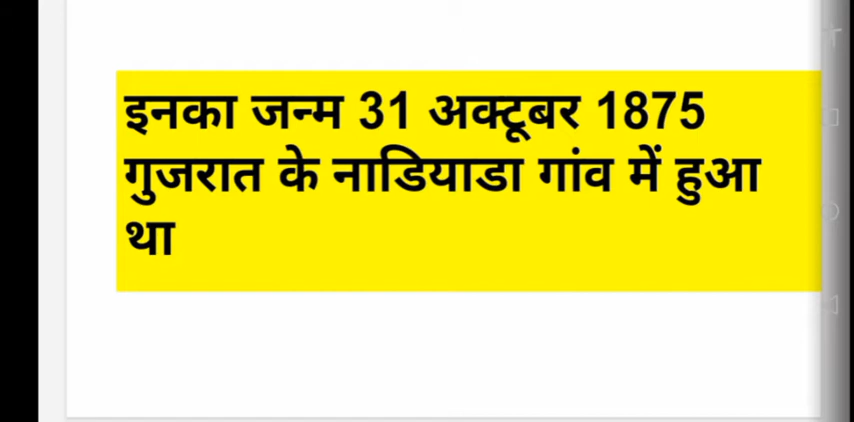 इनका जन्म 31 अक्टूबर 1875
गुजरात के नाडियाडा गांव में हुआ
था